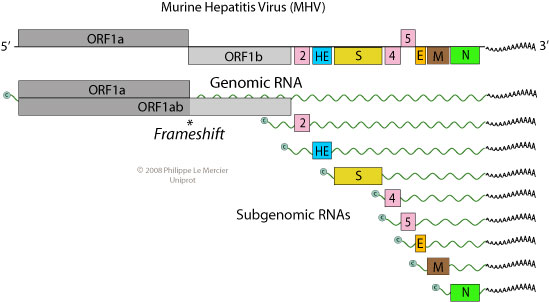 Murine Hepatitis Virus (MHV)
5
5′ ORF1a ORF1b 2 HE S 4 E M N 3′
ORF1a Genomic RNA
c
ORF1ab
* Frameshift
c 2
c HE
© 2008 Philippe Le Mercier
Uniprot
c S
c 4
Subgenomic RNAs
c 5
c E
c M
c N